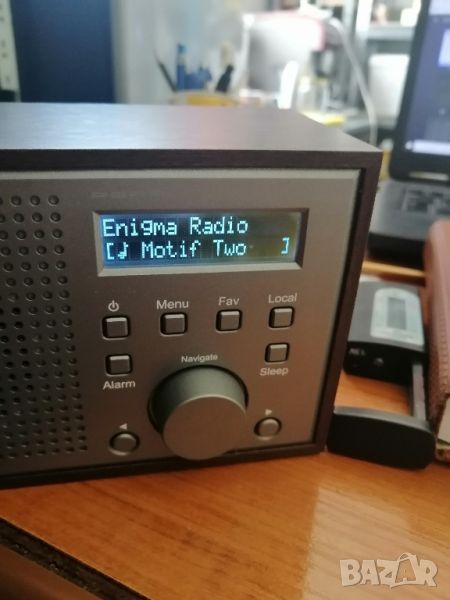 Enigma Radio
[♪ Motif Two ]
Menu
Fav
Local
Alarm
Navigate
Sleep
BAZAR